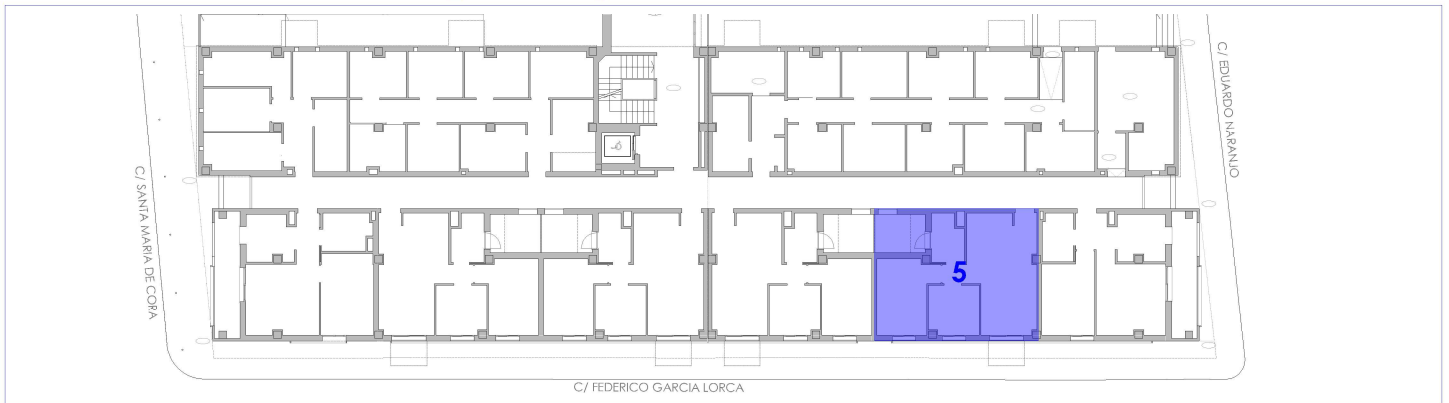 C/ EDUARDO NARANJO
C/ SANTA MARIA DE CORA
5
C/ FEDERICO GARCIA LORCA